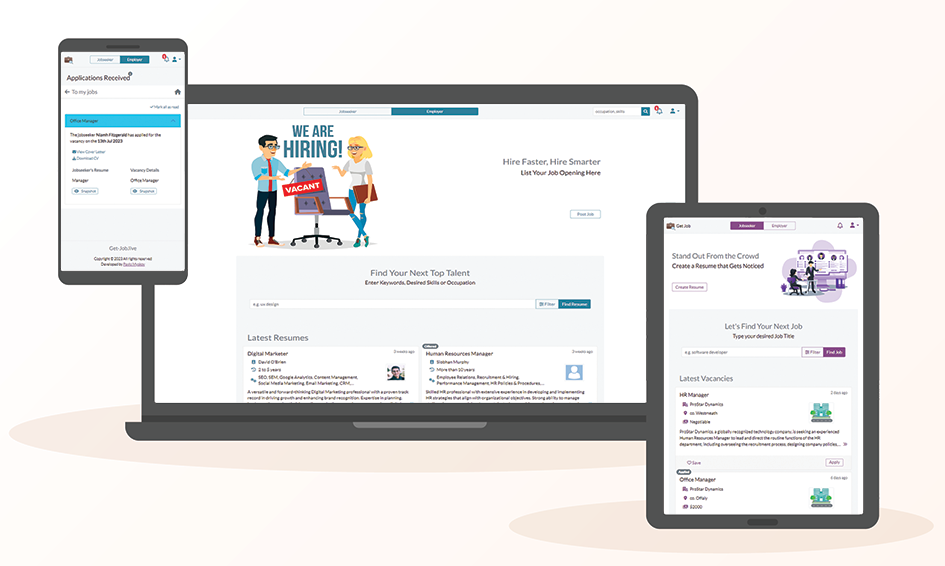 Jobseeker
Employer
Applications Received
To my jobs
Mark all as read
Office Manager
The jobseeker Niamh Fitzgerald has applied for the
vacancy on the 13th Jul 2023
View Cover Letter
Download CV
Jobseeker's Resume
Vacancy Details
Manager
Office Manager
Snapshot
Snapshot
Get-Job.live
Copyright © 2023 All rights reserved
Developed by
Jobseeker
Employer
occupation, skills
WE ARE
HIRING!
VACANT
Hire Faster, Hire Smarter
List Your Job Opening Here
Post Job
Find Your Next Top Talent
Enter Keywords, Desired Skills or Occupation
e.g. ux design
Filter
Find Resume
Latest Resumes
Digital Marketer
3 weeks ago
David O'Brien
2 to 5 years
SEO, SEM, Google Analytics, Content Management,
Social Media Marketing, Email Marketing, CRM,...
A versatile and forward-thinking Digital Marketing professional with a proven track
record in driving growth and enhancing brand recognition. Expertise in planning,
Human Resources Manager
3 weeks ago
Siobhan Murphy
More than 10 years
Employee Relations, Recruitment & Hiring,
Performance Management, HR Policies & Procedures,...
Skilled HR professional with extensive experience in developing and implementing
HR strategies that align with organisational objectives. Strong ability to manage
Get Job
Jobseeker
Employer
Stand Out From the Crowd
Create a Resume that Gets Noticed
Create Resume
Let's Find Your Next Job
Type your desired Job Title
e.g. software developer
Filter
Find Job
Latest Vacancies
HR Manager
2 days ago
ProStar Dynamics
co. Westmeath
Negotiable
ProStar Dynamics, a globally recognized technology company, is seeking an experienced
Human Resources Manager to lead and direct the routine functions of the HR
department, including overseeing the recruitment process, designing company policies,...
Save
Apply
Applied
Office Manager
days ago
ProStar Dynamics
co. Offaly